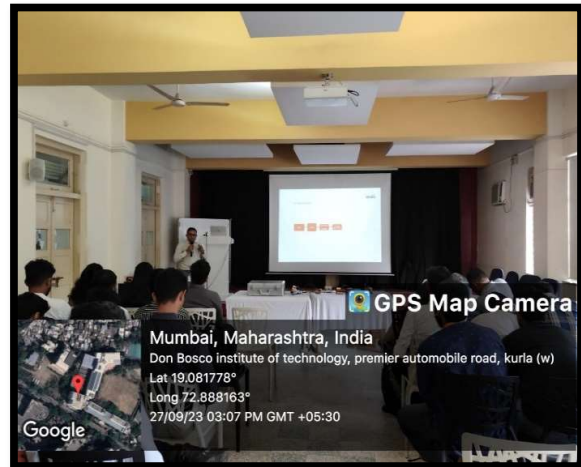 GPS Map Camera
Mumbai, Maharashtra, India
Don Bosco institute of technology, premier automobile road, kurla (w)
Lat 19.081778°
Long 72.888163°
27/09/23 03:07 PM GMT +05:30
Google